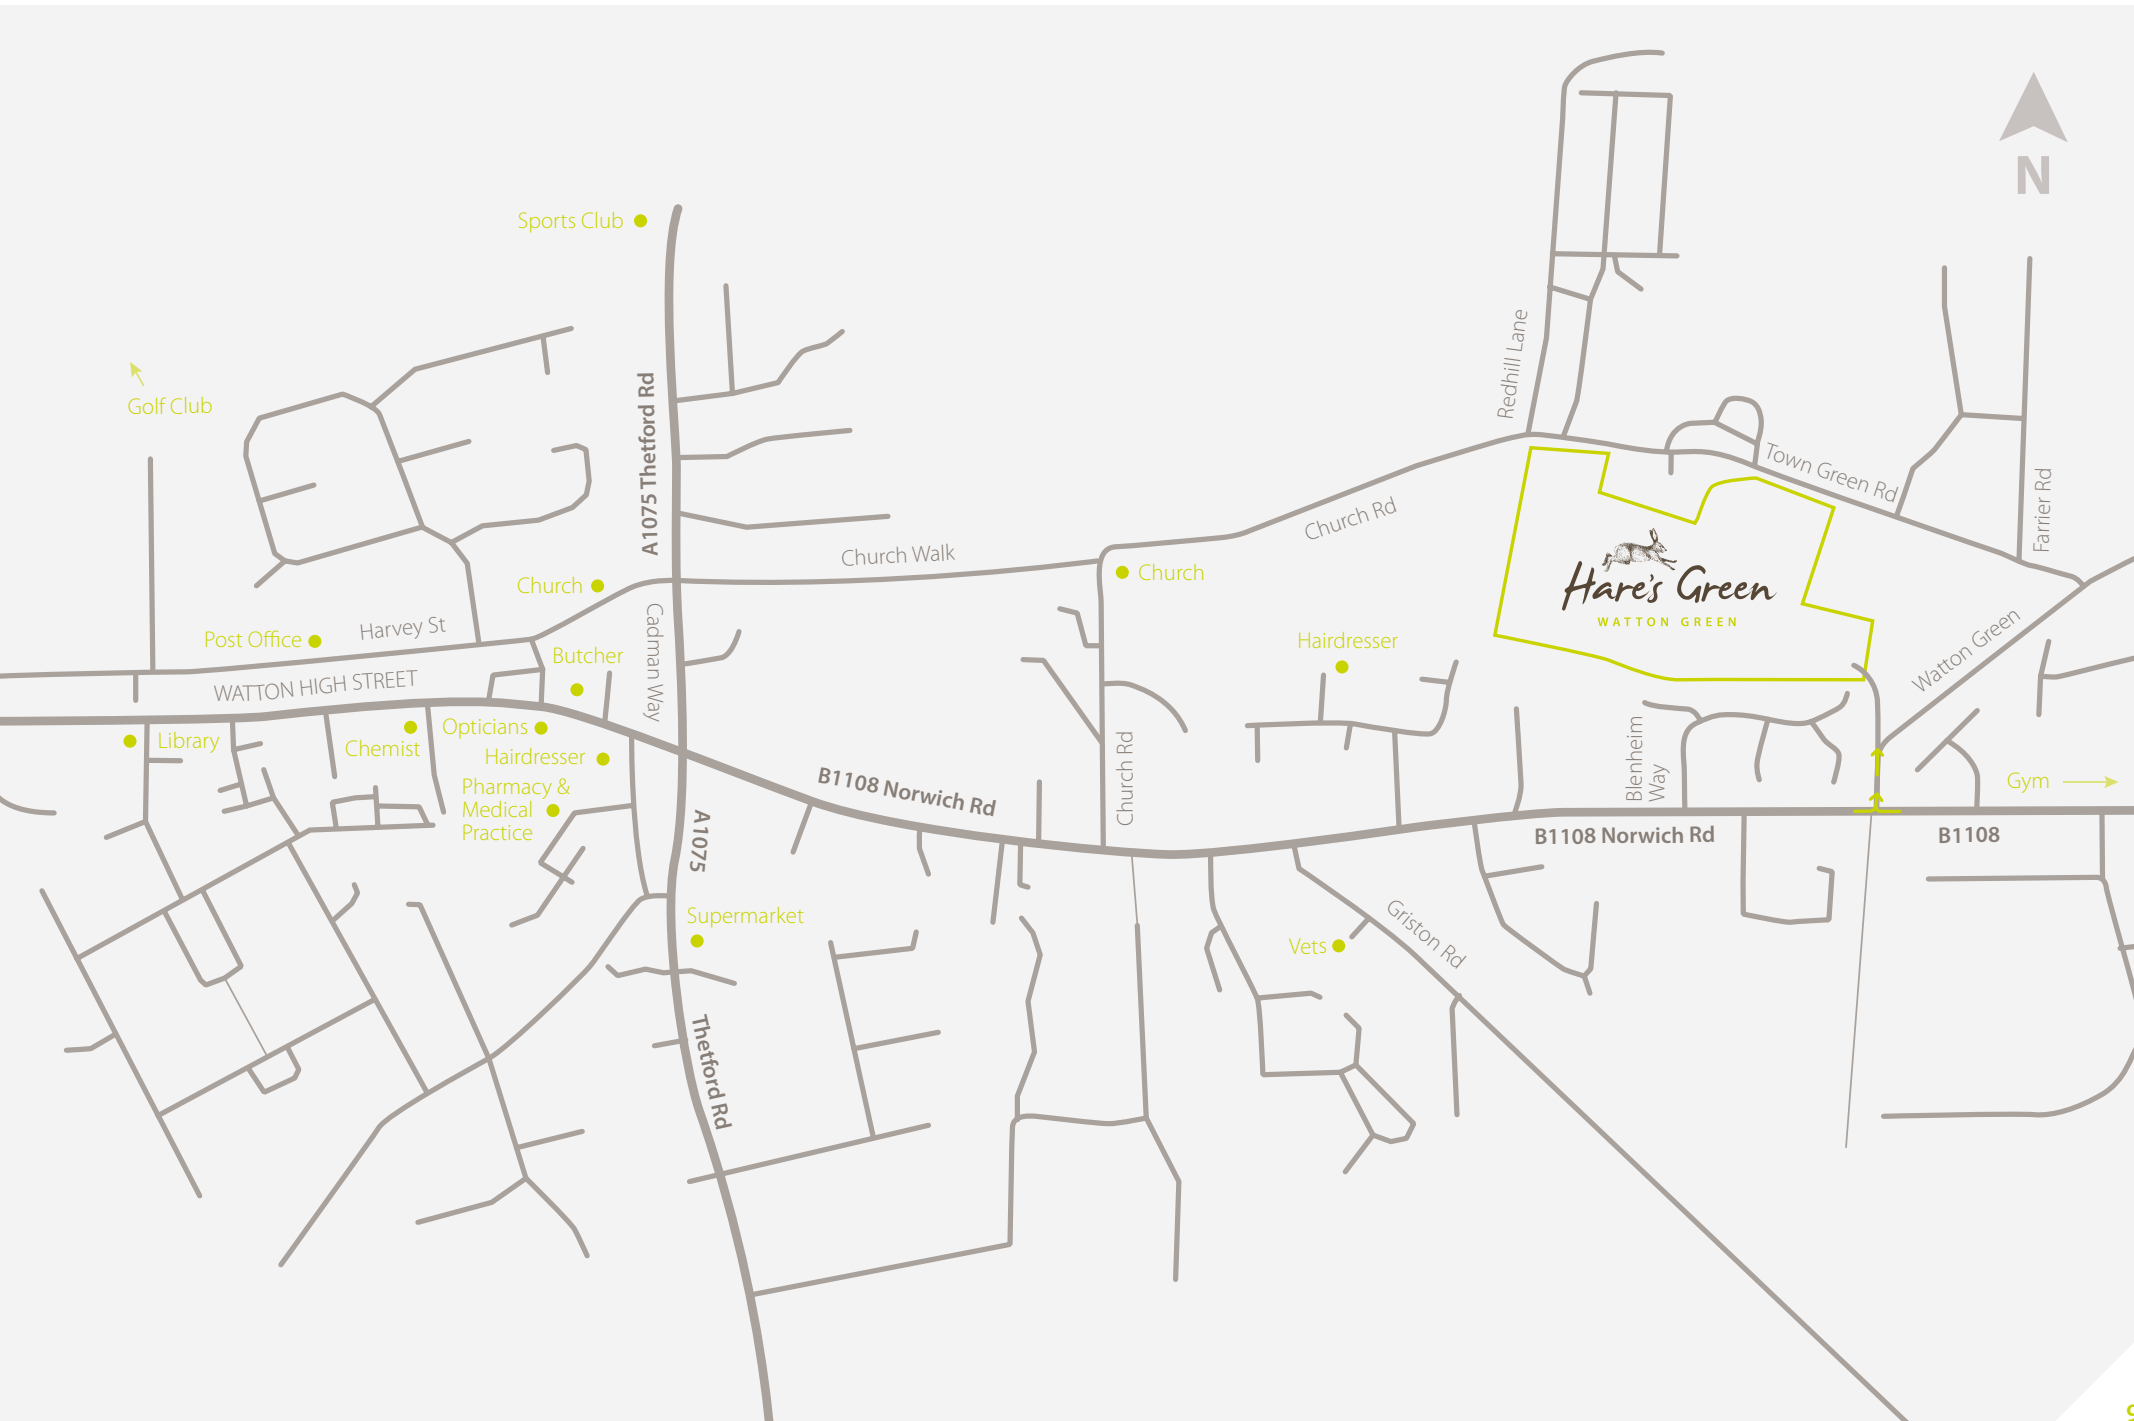 N
Sports Club
Redhill Lane
Golf Club
A1075 Thetford Rd
Town Green Rd
Farrier Rd
Church Rd
Church Walk
Church
Church
Hare's Green
WATTON GREEN
Harvey St
Post Office
Cadman Way
Butcher
Hairdresser
Watton Green
WATTON HIGH STREET
Library
Chemist
Opticians
Hairdresser
Pharmacy &
Medical
Practice
B1108 Norwich Rd
Church Rd
Blenheim
Way
Gym
A1075
B1108 Norwich Rd
B1108
Supermarket
Vets
Griston Rd
Thetford Rd